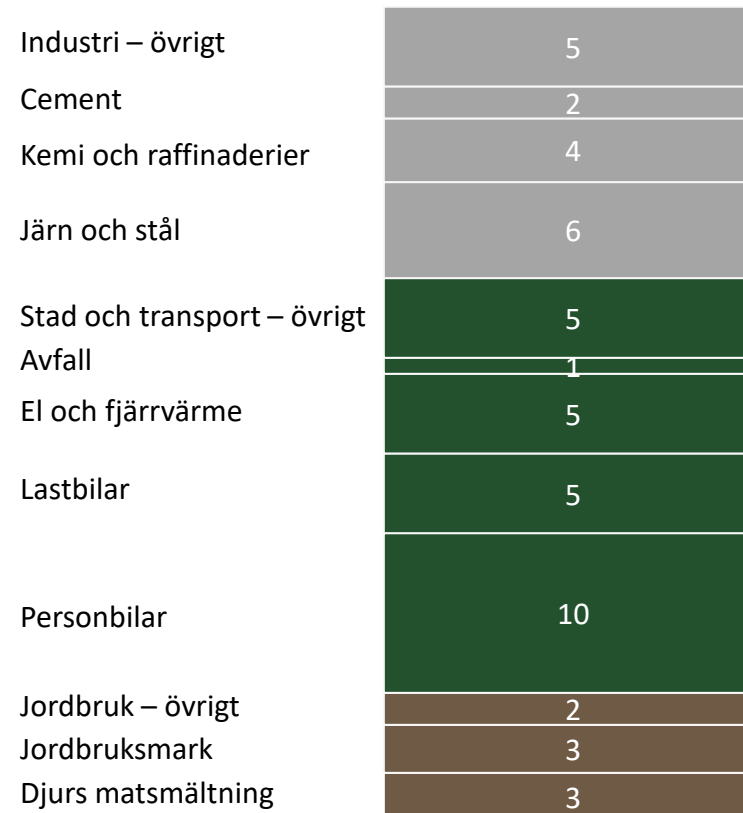 Industri – övrigt 5
Cement 2
Kemi och raffinaderier 4
Järn och stål 6
Stad och transport – övrigt 5
Avfall 1
El och fjärrvärme 5
Lastbilar 5
Personbilar 10
Jordbruk – övrigt 2
Jordbruksmark 3
Djurs matsmältning 3